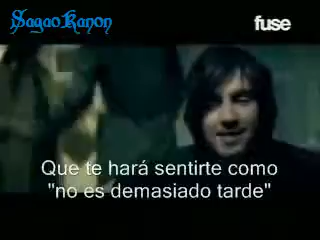 SagaoKanon
fuse
Que te hará sentirte como
"no es demasiado tarde"